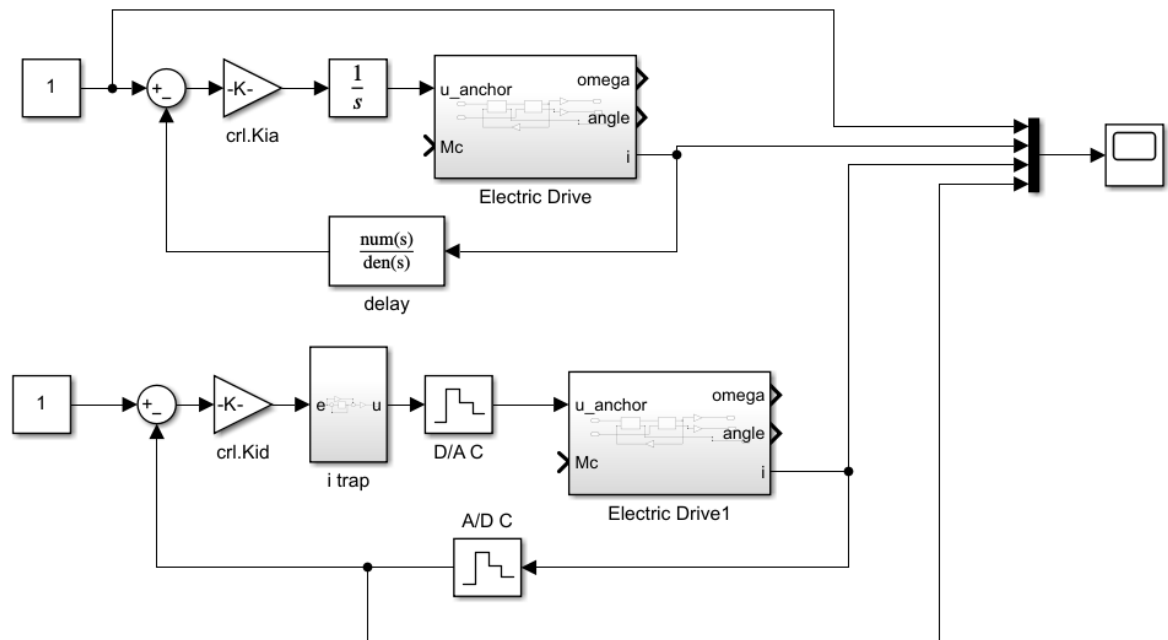 1
+
_
-K-
crl.Kia
1
s
u_anchor
Mc
omega
angle
i
Electric Drive
num(s)
den(s)
delay
1
+
_
-K-
crl.Kid
e
u
i trap
D/A C
u_anchor
Mc
omega
angle
i
Electric Drive1
A/D C